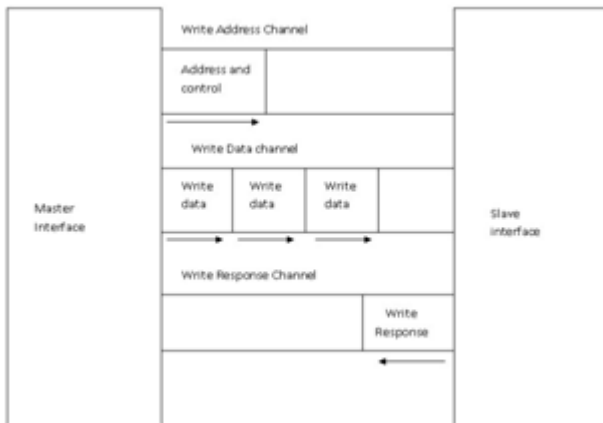 Write Address Channel
Address and
control
Write Data channel
Write
data
Write
data
Write
data
Master
Interface
Slave
interface
Write Response Channel
Write
Response